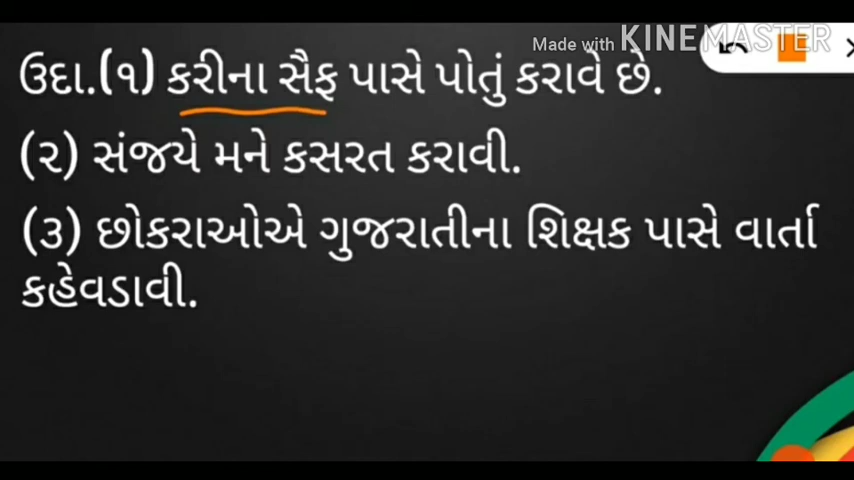 Made with KINEMASTER
ઉદા.(૧) કરીના સૈફ પાસે પોતું કરાવે છે.
(૨) સંજયે મને કસરત કરાવી.
(૩) છોકરાઓએ ગુજરાતીના શિક્ષક પાસે વાર્તા
કહેવડાવી.